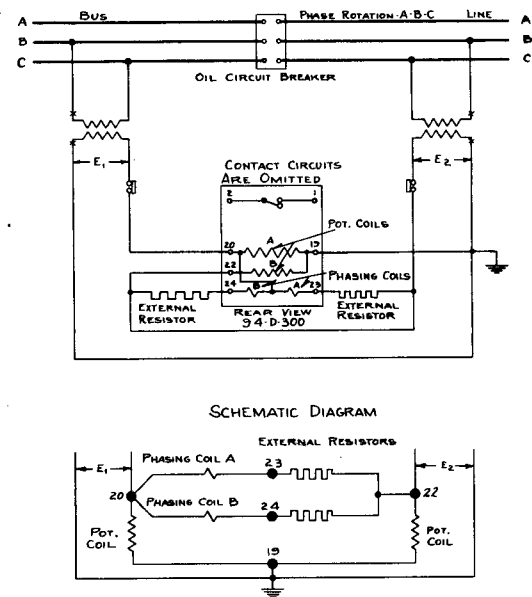 A BUS PHASE ROTATION-A-B-C LINE A
B B
C C
OIL CIRCUIT BREAKER
E1 E2
CONTACT CIRCUITS
ARE OMITTED
2 1
POT. COILS
20 A 19
22 B
PHASING COILS
24 B A 23
EXTERNAL
RESISTOR
REAR VIEW
94-D-300
EXTERNAL
RESISTOR
SCHEMATIC DIAGRAM
EXTERNAL RESISTORS
E1 PHASING COIL A 23 E2
20 22
PHASING COIL B 24
POT.
COIL
POT.
COIL
19